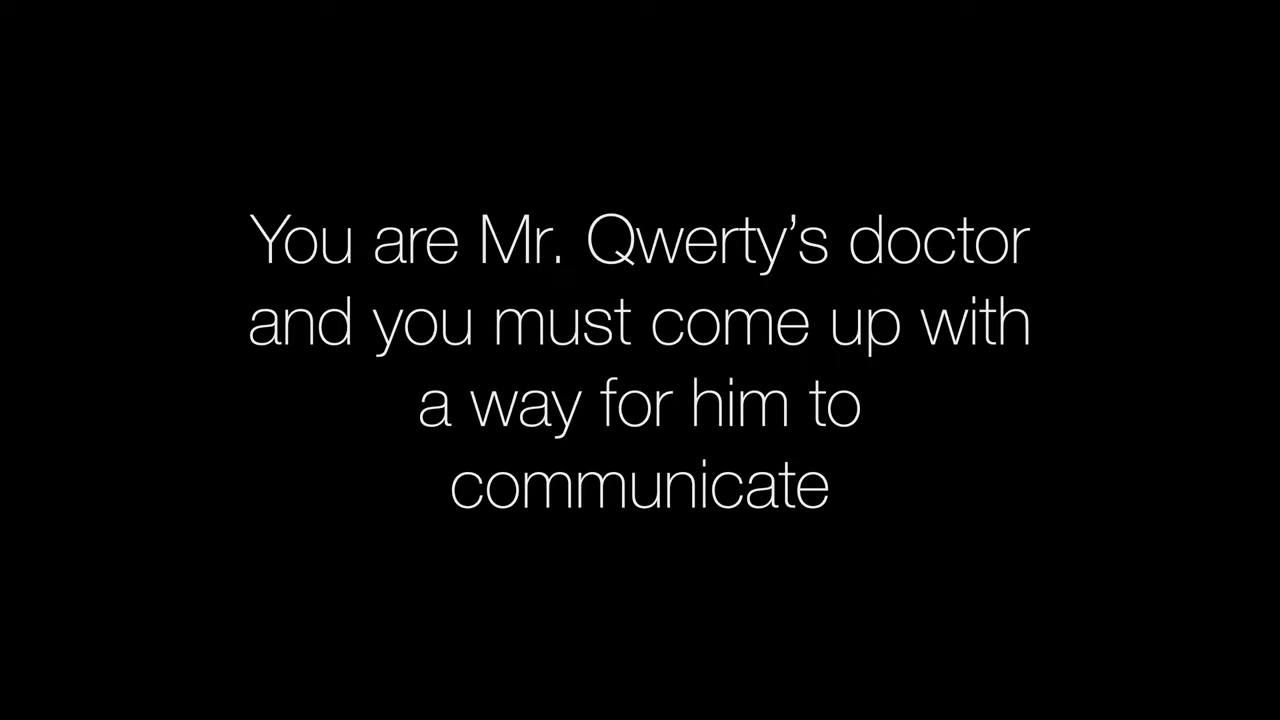 You are Mr. Qwerty’s doctor
and you must come up with
a way for him to
communicate